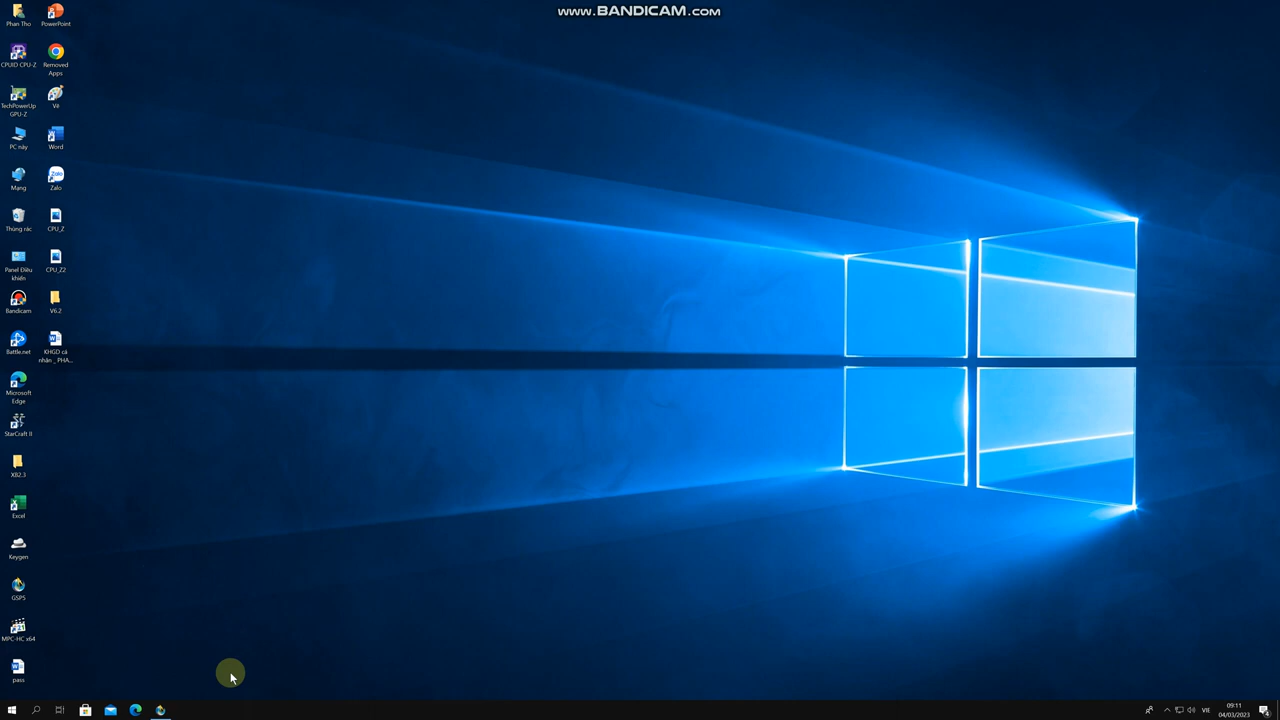 WWW.BANDICAM.COM
Phan Tho
PowerPoint
CPUID CPU-Z
Removed
Apps
TechPowerUp
GPU-Z
Vẽ
PC này
Word
Mạng
Zalo
Thùng rác
CPU_Z
Panel Điều
khiển
CPU_Z2
Bandicam
V6.2
Battle.net
KHGD cá
nhân _ PHA...
Microsoft
Edge
StarCraft II
XB2.3
Excel
Keygen
GSP5
MPC-HC x64
pass
VIE
09:11
04/03/2023